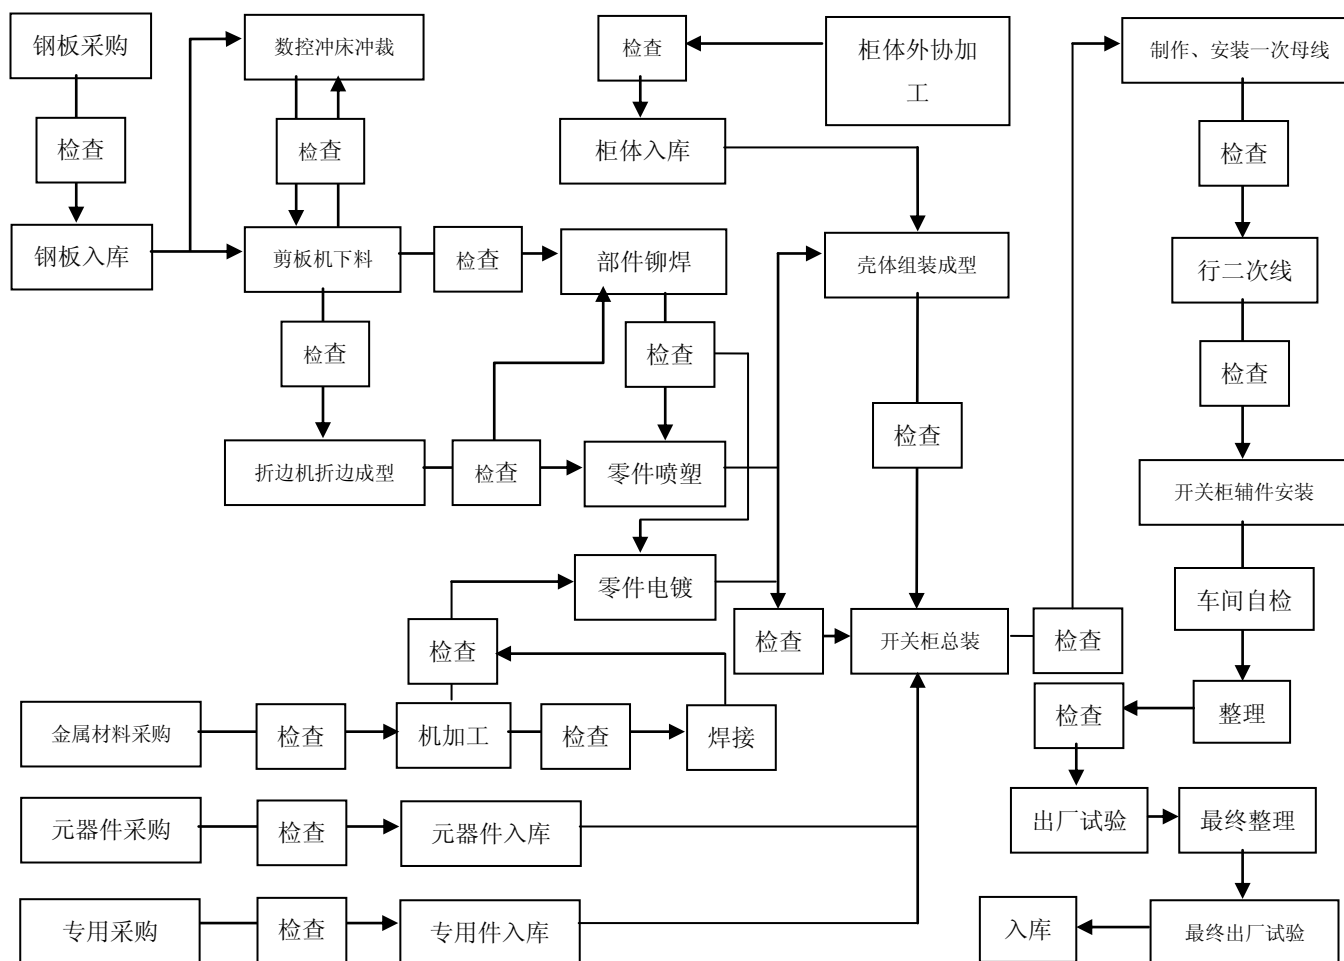 钢板采购
数控冲床冲裁
检查
柜体外协加
工
制作、安装一次母线
检查
检查
柜体入库
检查
钢板入库
剪板机下料
检查
部件铆焊
壳体组装成型
行二次线
检查
检查
检查
检查
折边机折边成型
检查
零件喷塑
开关柜辅件安装
零件电镀
车间自检
检查
检查
开关柜总装
检查
金属材料采购
检查
机加工
检查
焊接
检查
整理
元器件采购
检查
元器件入库
出厂试验
最终整理
专用采购
检查
专用件入库
入库
最终出厂试验